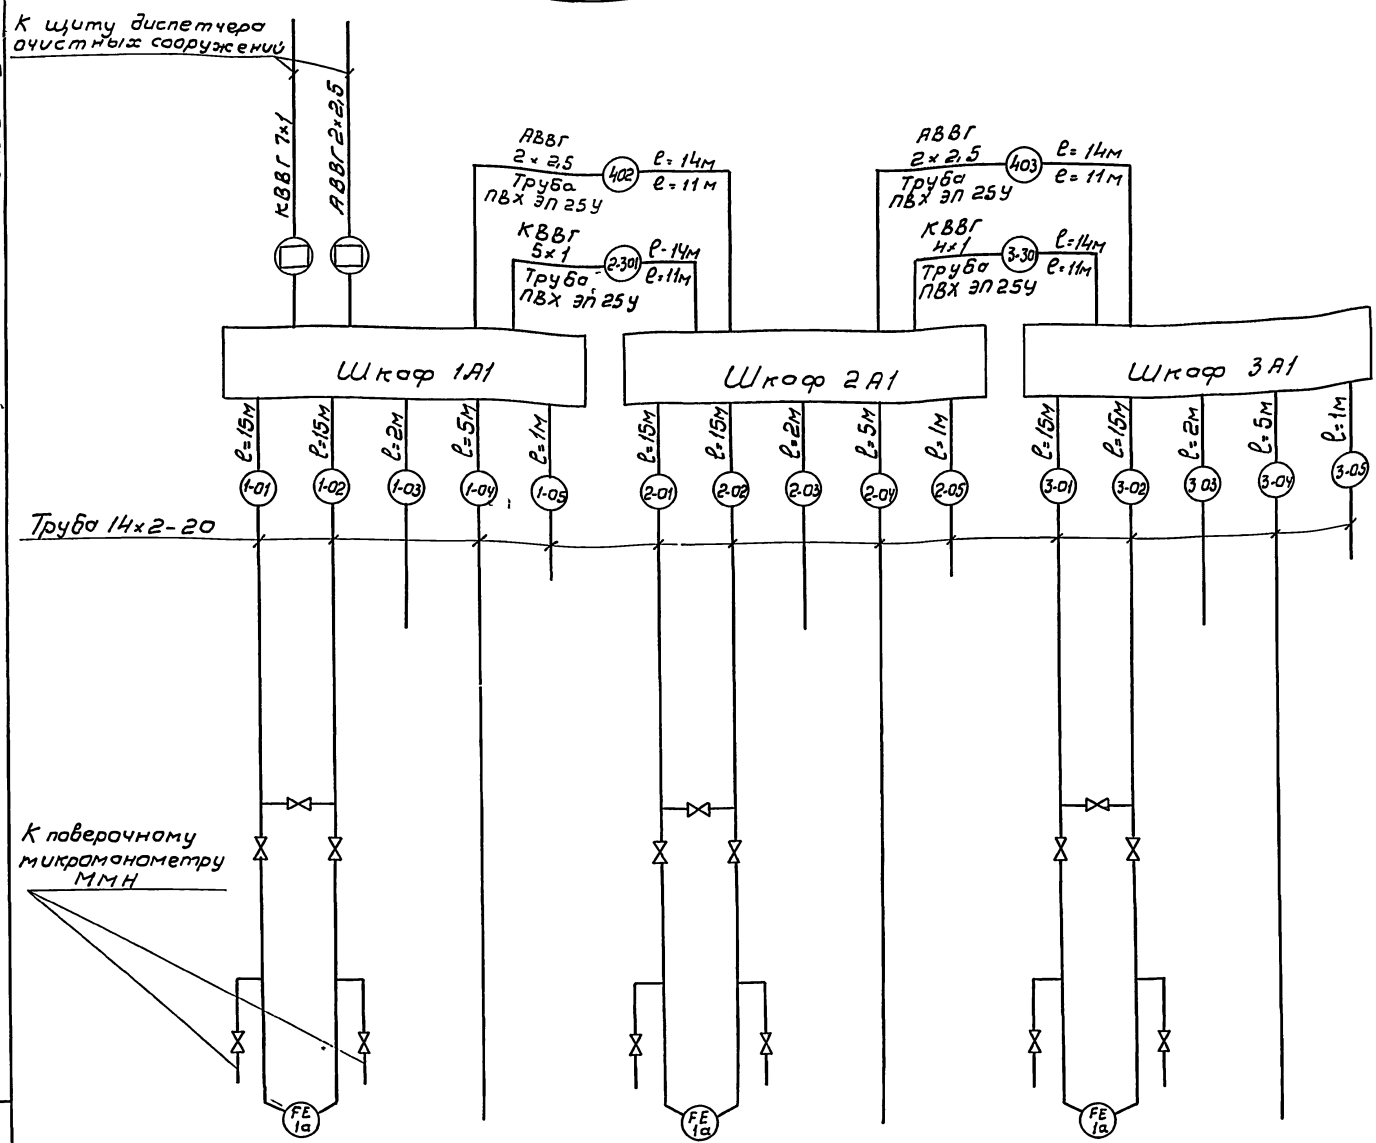 К щиту диспетчера
очистных сооружений
КВВГ 7×1
АВВГ 2×2,5
АВВГ
2×2,5
402
ℓ=14м
ℓ=11м
Труба
ПВХ ЭП 25У
КВВГ
5×1
2-301
ℓ-14м
ℓ=11м
Труба
ПВХ ЭП 25У
АВВГ
2×2,5
403
ℓ=14м
ℓ=11м
Труба
ПВХ ЭП 25У
КВВГ
4×1
3-301
ℓ=14м
ℓ=11м
Труба
ПВХ ЭП 25У
Шкаф 1А1
Шкаф 2А1
Шкаф 3А1
ℓ=15м
ℓ=15м
ℓ=2м
ℓ=5м
ℓ=1м
ℓ=15м
ℓ=15м
ℓ=2м
ℓ=5м
ℓ=1м
ℓ=15м
ℓ=15м
ℓ=2м
ℓ=5м
ℓ=1м
1-01
1-02
1-03
1-04
1-05
2-01
2-02
2-03
2-04
2-05
3-01
3-02
3 03
3-04
3-05
Труба 14×2-20
К поверочному
микроманометру
ММН
FE
1а
FE
1а
FE
1а